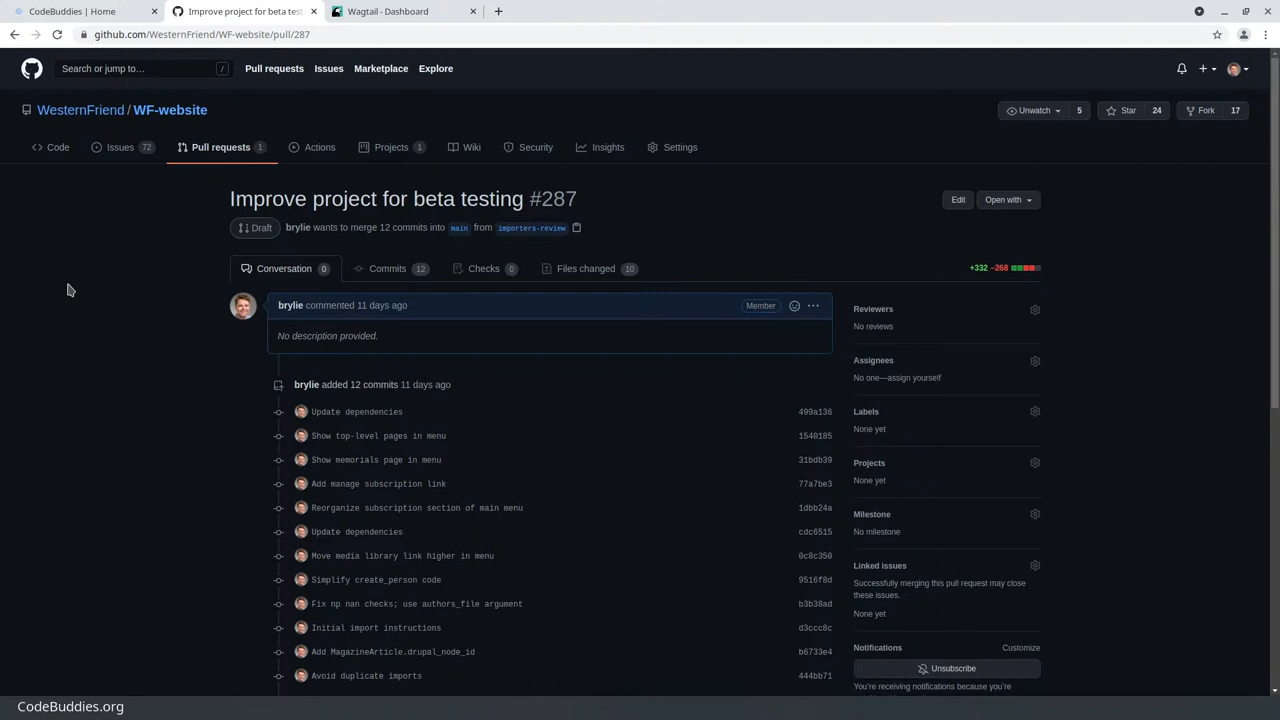 CodeBuddies | Home
Improve project for beta test
Wagtail - Dashboard
github.com/WesternFriend/WF-website/pull/287
Search or jump to…
/
Pull requests
Issues
Marketplace
Explore
WesternFriend / WF-website
Unwatch 5
Star 24
Fork 17
Code
Issues 72
Pull requests 1
Actions
Projects 1
Wiki
Security
Insights
Settings
Improve project for beta testing #287
Edit
Open with
Draft
brylie wants to merge 12 commits into main from importers-review
Conversation 0
Commits 12
Checks 0
Files changed 10
+332 −268
brylie commented 11 days ago
Member
No description provided.
brylie added 12 commits 11 days ago
Update dependencies 499a136
Show top-level pages in menu 1540185
Show memorials page in menu 31bdb39
Add manage subscription link 77a7be3
Reorganize subscription section of main menu 1dbb24a
Update dependencies cdc6515
Move media library link higher in menu 0c8c350
Simplify create_person code 9516f8d
Fix np nan checks; use authors_file argument b3b38ad
Initial import instructions d3ccc8c
Add MagazineArticle.drupal_node_id b6733e4
Avoid duplicate imports 444bb71
Reviewers
No reviews
Assignees
No one—assign yourself
Labels
None yet
Projects
None yet
Milestone
No milestone
Linked issues
Successfully merging this pull request may close
these issues.
None yet
Notifications
Customize
Unsubscribe
You're receiving notifications because you're
CodeBuddies.org